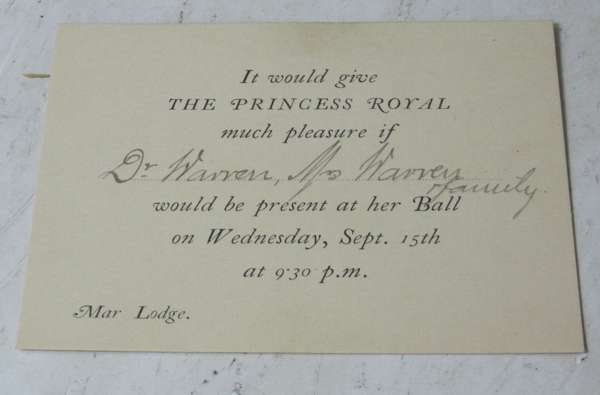 It would give
THE PRINCESS ROYAL
much pleasure if
Dr Warren, Mrs Warren
& family.
would be present at her Ball
on Wednesday, Sept. 15th
at 9·30 p.m.
Mar Lodge.